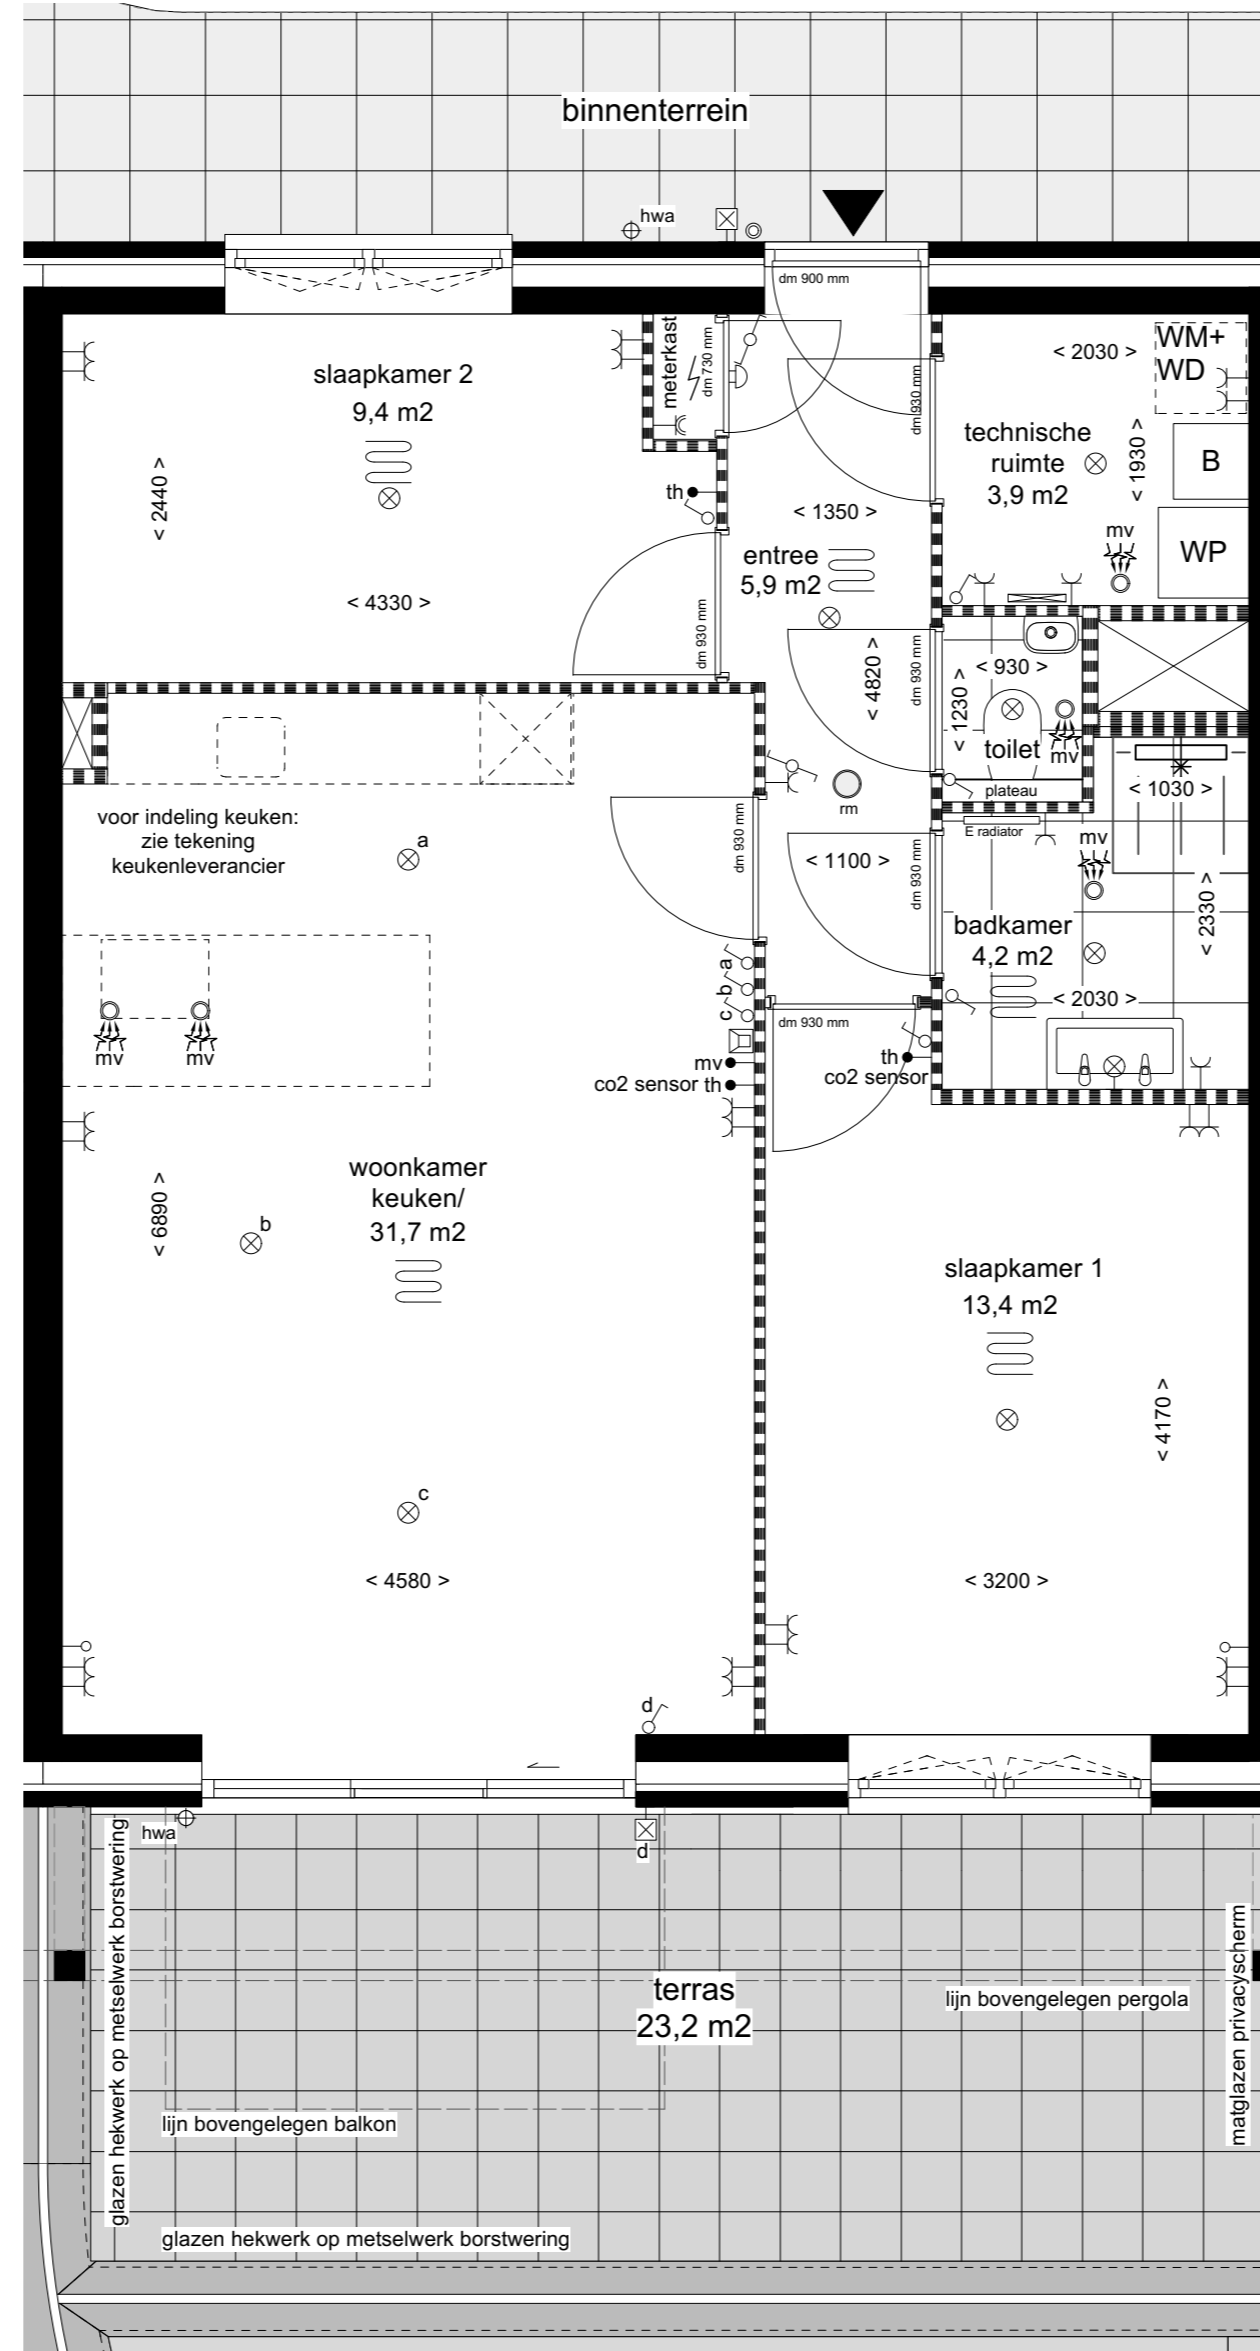 binnenterrein
hwa
dm 900 mm
meterkast
dm 730 mm
slaapkamer 2
9,4 m2
< 2440 >
< 4330 >
th
dm 930 mm
< 1350 >
entree
5,9 m2
dm 930 mm
< 2030 >
WM+
WD
technische
ruimte
3,9 m2
< 1930 >
B
WP
mv
< 4820 >
dm 930 mm
< 930 >
< 1230 >
toilet
mv
plateau
rm
< 1030 >
E radiator
voor indeling keuken:
zie tekening
keukenleverancier
a
dm 930 mm
< 1100 >
dm 930 mm
mv
badkamer
4,2 m2
< 2330 >
< 2030 >
mv
mv
a
b
c
mv
co2 sensor th
dm 930 mm
th
co2 sensor
woonkamer
keuken/
31,7 m2
< 6890 >
b
slaapkamer 1
13,4 m2
< 4170 >
c
< 4580 >
< 3200 >
d
hwa
d
glazen hekwerk op metselwerk borstwering
terras
23,2 m2
lijn bovengelegen pergola
matglazen privacyscherm
lijn bovengelegen balkon
glazen hekwerk op metselwerk borstwering